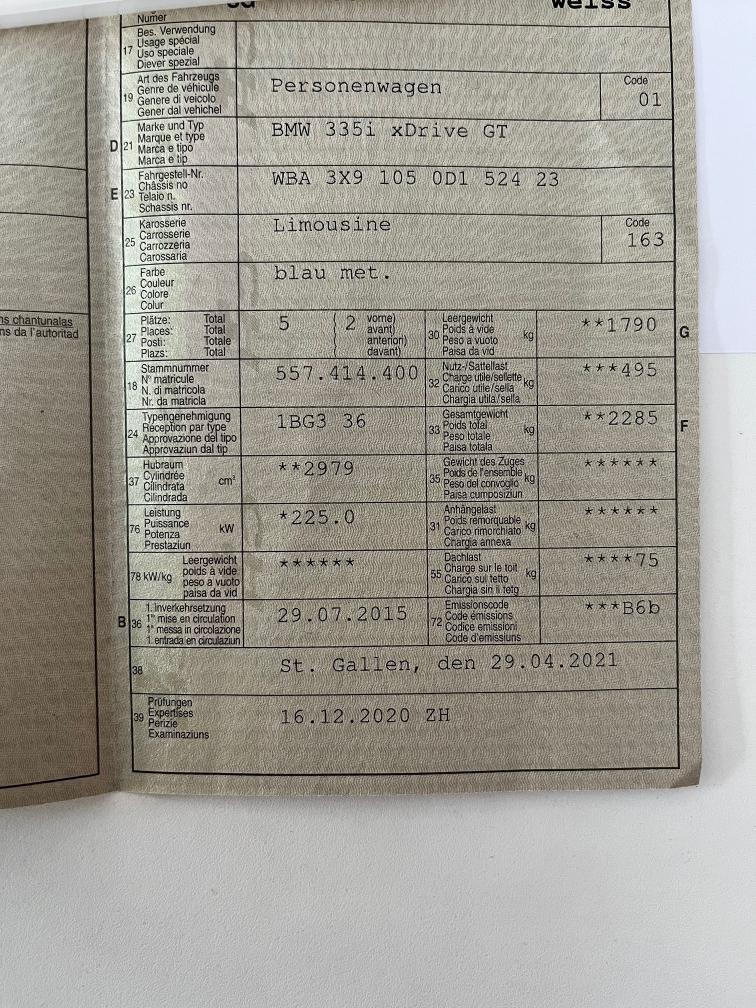 weiss
Numer
17 Bes. Verwendung
Usage spécial
Uso speciale
Diever spezial
19 Art des Fahrzeugs
Genre de véhicule
Genere di veicolo
Gener dal vehichel
Personenwagen
Code
01
D 21 Marke und Typ
Marque et type
Marca e tipo
Marca e tip
BMW 335i xDrive GT
E 23 Fahrgestell-Nr.
Châssis no
Telaio n.
Schassis nr.
WBA 3X9 105 0D1 524 23
25 Karosserie
Carrosserie
Carrozzeria
Carossaria
Limousine
Code
163
26 Farbe
Couleur
Colore
Colur
blau met.
ns chantunalas
ns da l'autoritad
27 Plätze: Total
Places: Total
Posti: Totale
Plazs: Total
5
2 vorne)
avant)
anteriori)
davant)
30 Leergewicht
Poids à vide
Peso a vuoto
Paisa da vid
kg
**1790
G
18 Stammnummer
N° matricule
N. di matricola
Nr. da matricla
557.414.400
32 Nutz-/Sattellast
Charge utile/sellette
Carico utile/sella
Chargia utila/sella
kg
***495
24 Typengenehmigung
Réception par type
Approvazione del tipo
Approvaziun dal tip
1BG3 36
33 Gesamtgewicht
Poids total
Peso totale
Paisa totala
kg
**2285
F
37 Hubraum
Cylindrée
Cilindrata
Cilindrada
cm³
**2979
35 Gewicht des Zuges
Poids de l'ensemble
Peso del convoglio
Paisa cumposiziun
kg
******
76 Leistung
Puissance
Potenza
Prestaziun
kW
*225.0
31 Anhängelast
Poids remorquable
Carico rimorchiato
Chargia annexa
kg
******
78 kW/kg Leergewicht
poids à vide
peso a vuoto
paisa da vid
******
55 Dachlast
Charge sur le toit
Carico sul tetto
Chargia sin il tetg
kg
****75
B 36 1. Inverkehrsetzung
1re mise en circulation
1a messa in circolazione
1. entrada en circulaziun
29.07.2015
72 Emissionscode
Code émissions
Codice emissioni
Code d'emissiuns
***B6b
38
St. Gallen, den 29.04.2021
39 Prüfungen
Expertises
Perizie
Examinaziuns
16.12.2020 ZH